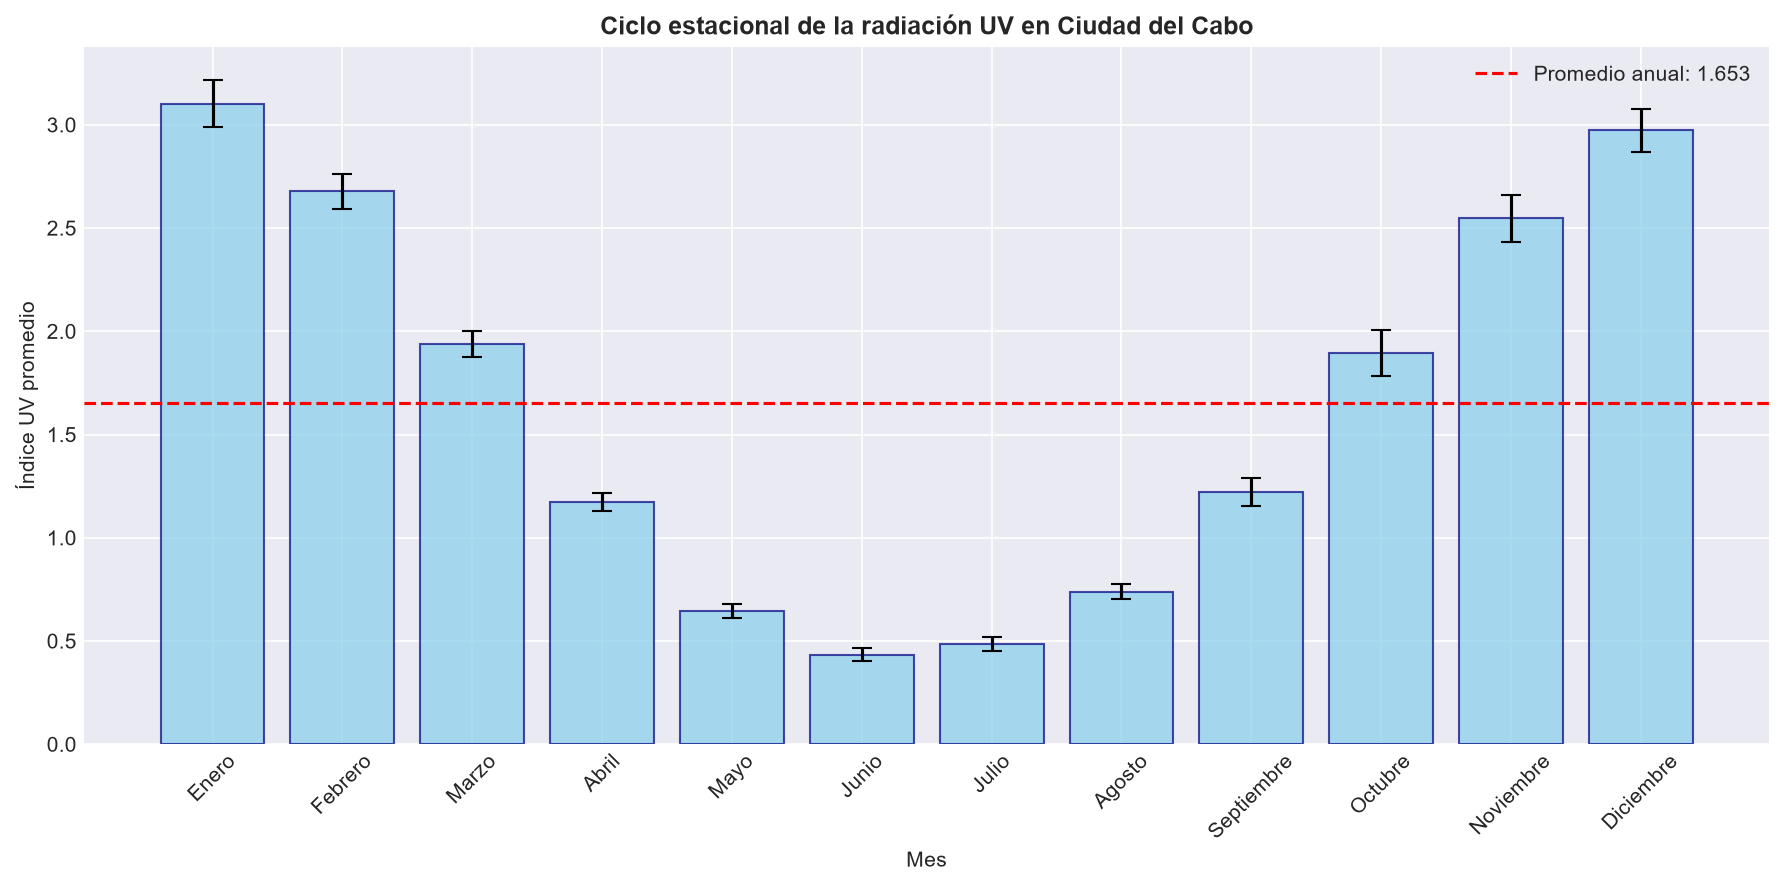 Ciclo estacional de la radiación UV en Ciudad del Cabo
Promedio anual: 1.653
Índice UV promedio
3.0
2.5
2.0
1.5
1.0
0.5
0.0
Enero
Febrero
Marzo
Abril
Mayo
Junio
Julio
Agosto
Septiembre
Octubre
Noviembre
Diciembre
Mes